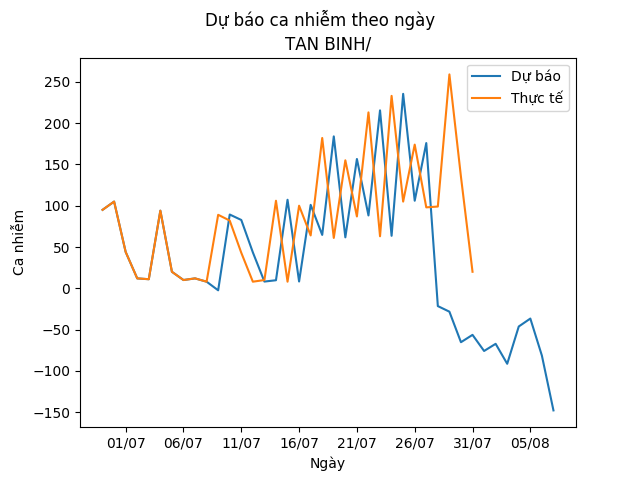 Dự báo ca nhiễm theo ngày
TAN BINH/
Dự báo
Thực tế
Ca nhiễm
250
200
150
100
50
0
−50
−100
−150
01/07 06/07 11/07 16/07 21/07 26/07 31/07 05/08
Ngày